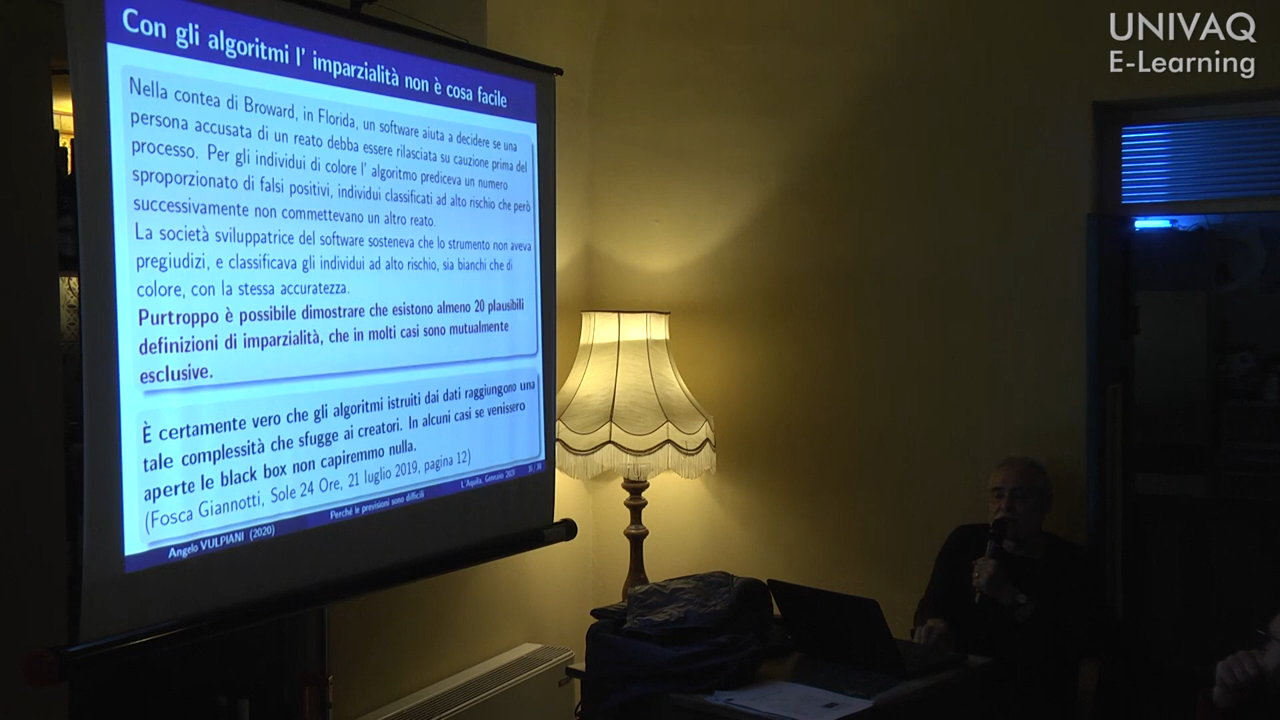 Con gli algoritmi l' imparzialità non è cosa facile
Nella contea di Broward, in Florida, un software aiuta a decidere se una
persona accusata di un reato debba essere rilasciata su cauzione prima del
processo. Per gli individui di colore l' algoritmo prediceva un numero
sproporzionato di falsi positivi, individui classificati ad alto rischio che però
successivamente non commettevano un altro reato.
La società sviluppatrice del software sosteneva che lo strumento non aveva
pregiudizi, e classificava gli individui ad alto rischio, sia bianchi che di
colore, con la stessa accuratezza.
Purtroppo è possibile dimostrare che esistono almeno 20 plausibili
definizioni di imparzialità, che in molti casi sono mutualmente
esclusive.
È certamente vero che gli algoritmi istruiti dai dati raggiungono una
tale complessità che sfugge ai creatori. In alcuni casi se venissero
aperte le black box non capiremmo nulla.
(Fosca Giannotti, Sole 24 Ore, 21 luglio 2019, pagina 12)
Angelo VULPIANI (2020)
Perché le previsioni sono difficili
L'Aquila, Gennaio
UNIVAQ
E-Learning